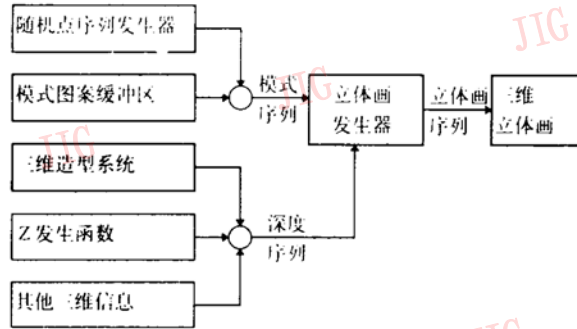 随机点序列发生器
模式图案缓冲区
三维造型系统
Z发生函数
其他三维信息
模式
序列
深度
序列
立体画
发生器
立体画
序列
三维
立体画
JIG
JIG
JIG
JIG